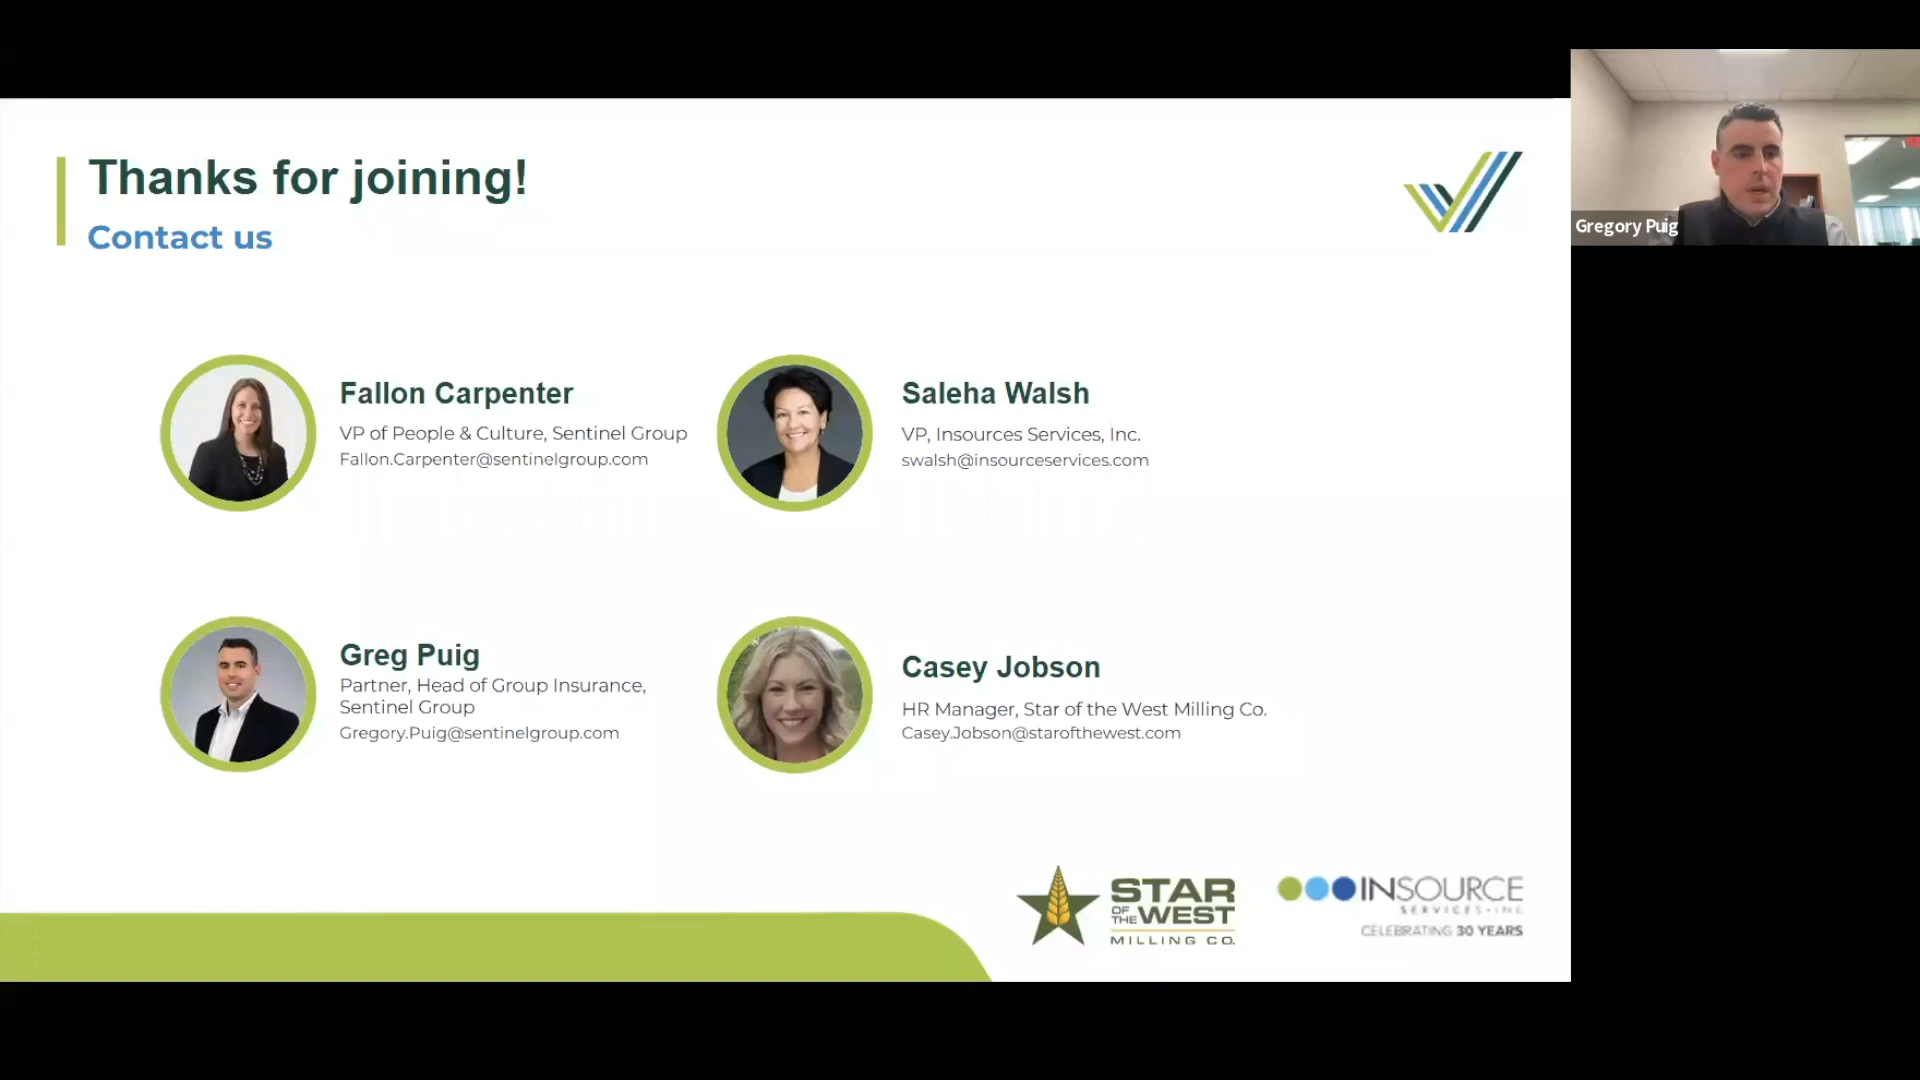 Thanks for joining!
Contact us
Gregory Puig
Fallon Carpenter
VP of People & Culture, Sentinel Group
Fallon.Carpenter@sentinelgroup.com
Saleha Walsh
VP, Insources Services, Inc.
swalsh@insourceservices.com
Greg Puig
Partner, Head of Group Insurance,
Sentinel Group
Gregory.Puig@sentinelgroup.com
Casey Jobson
HR Manager, Star of the West Milling Co.
Casey.Jobson@starofthewest.com
STAR
OF THE WEST
MILLING CO.
INSOURCE
SERVICES•INC
CELEBRATING 30 YEARS